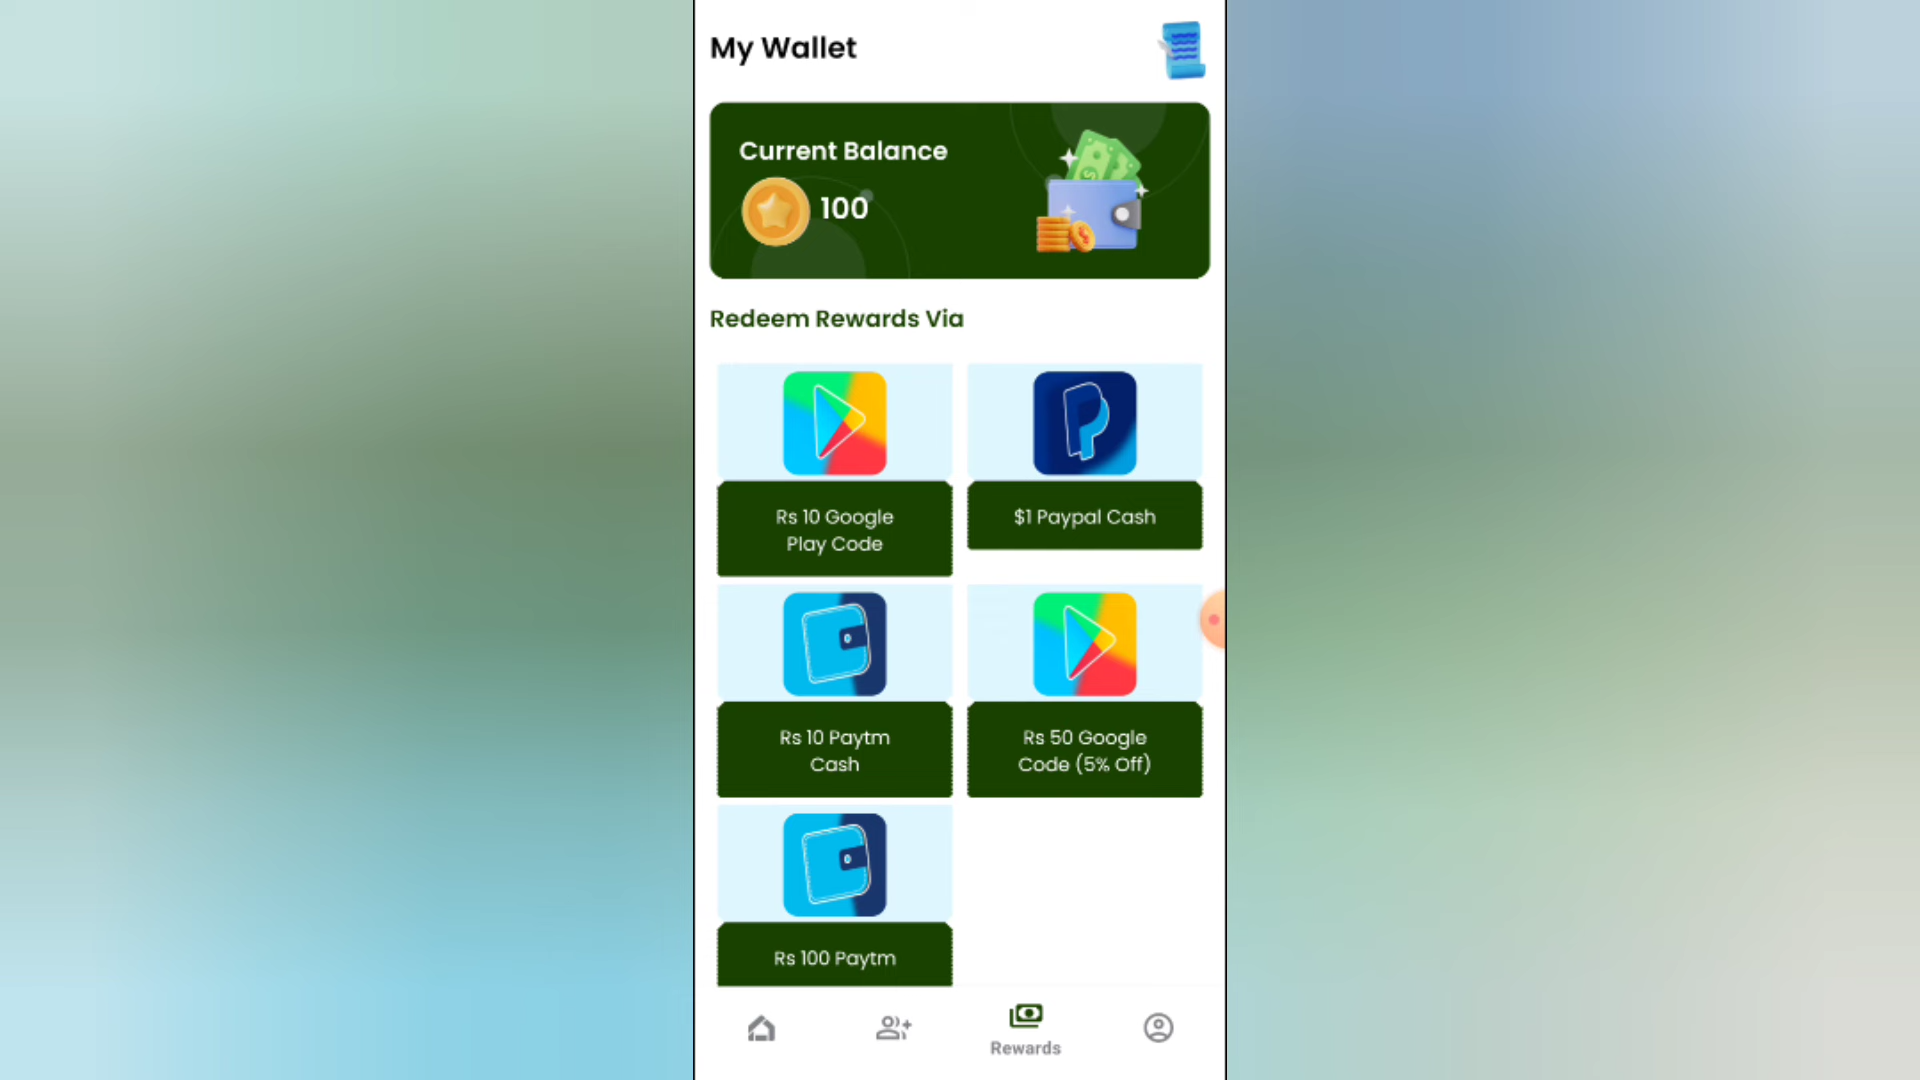 My Wallet
Current Balance
100
Redeem Rewards Via
Rs 10 Google
Play Code
$1 Paypal Cash
Rs 10 Paytm
Cash
Rs 50 Google
Code (5% Off)
Rs 100 Paytm
Rewards